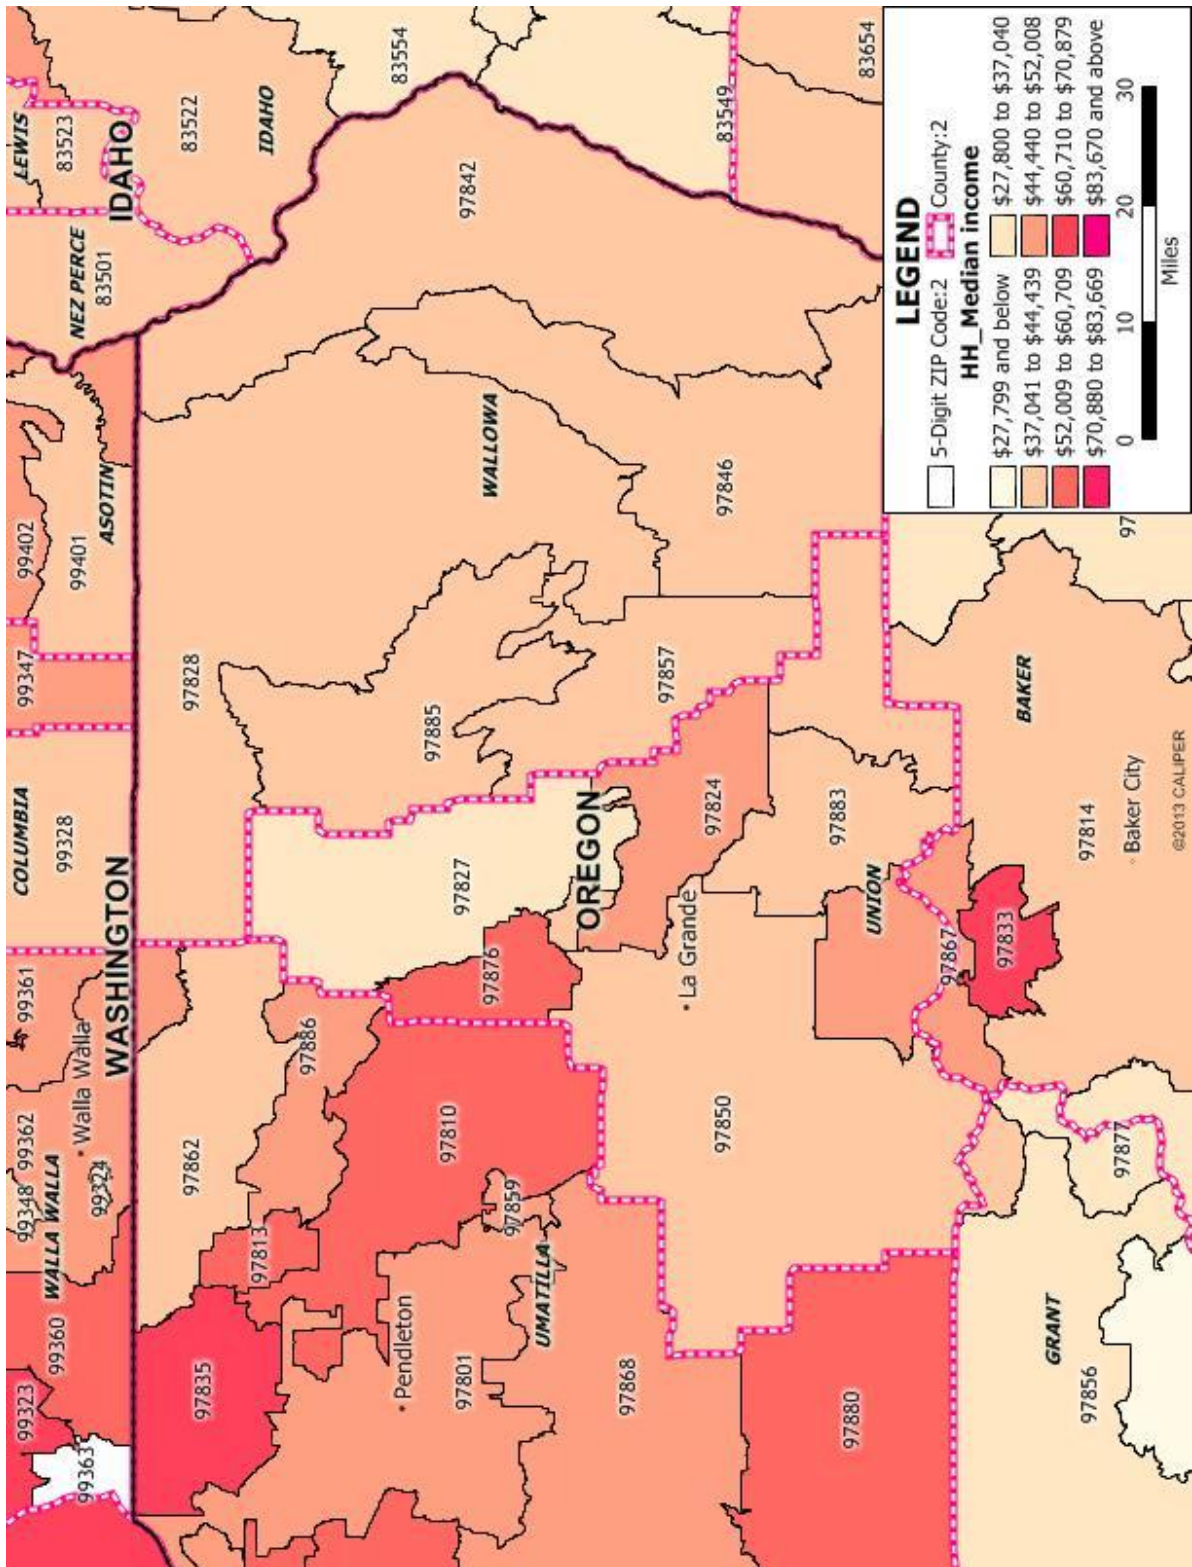 99323
99363
99360
WALLA WALLA
99348
99362
99324
Walla Walla
99361
WASHINGTON
COLUMBIA
99328
99347
99402
99401
ASOTIN
NEZ PERCE
83501
LEWIS
83523
IDAHO
83522
IDAHO
83554
97835
97813
97862
97886
97828
97842
Pendleton
97801
UMATILLA
97859
97810
97876
97827
97885
WALLOWA
OREGON
97868
97850
La Grande
97824
97857
97846
83549
97880
97883
UNION
97867
97833
83654
GRANT
97856
97877
97814
Baker City
BAKER
97
©2013 CALIPER
LEGEND
5-Digit ZIP Code:2 County:2
HH_Median income
$27,799 and below $27,800 to $37,040
$37,041 to $44,439 $44,440 to $52,008
$52,009 to $60,709 $60,710 to $70,879
$70,880 to $83,669 $83,670 and above
0 10 20 30
Miles